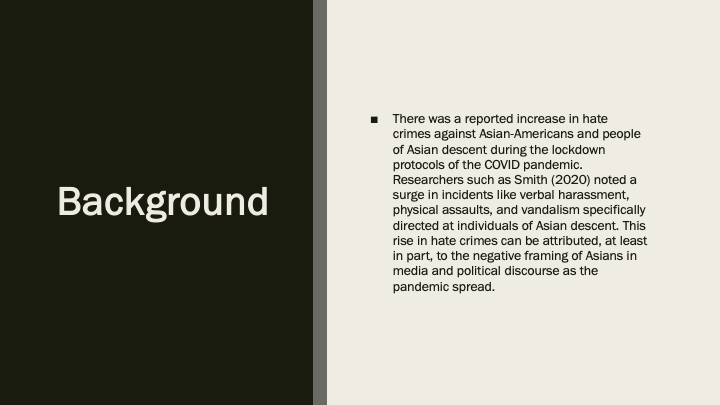 Background
■ There was a reported increase in hate
crimes against Asian-Americans and people
of Asian descent during the lockdown
protocols of the COVID pandemic.
Researchers such as Smith (2020) noted a
surge in incidents like verbal harassment,
physical assaults, and vandalism specifically
directed at individuals of Asian descent. This
rise in hate crimes can be attributed, at least
in part, to the negative framing of Asians in
media and political discourse as the
pandemic spread.